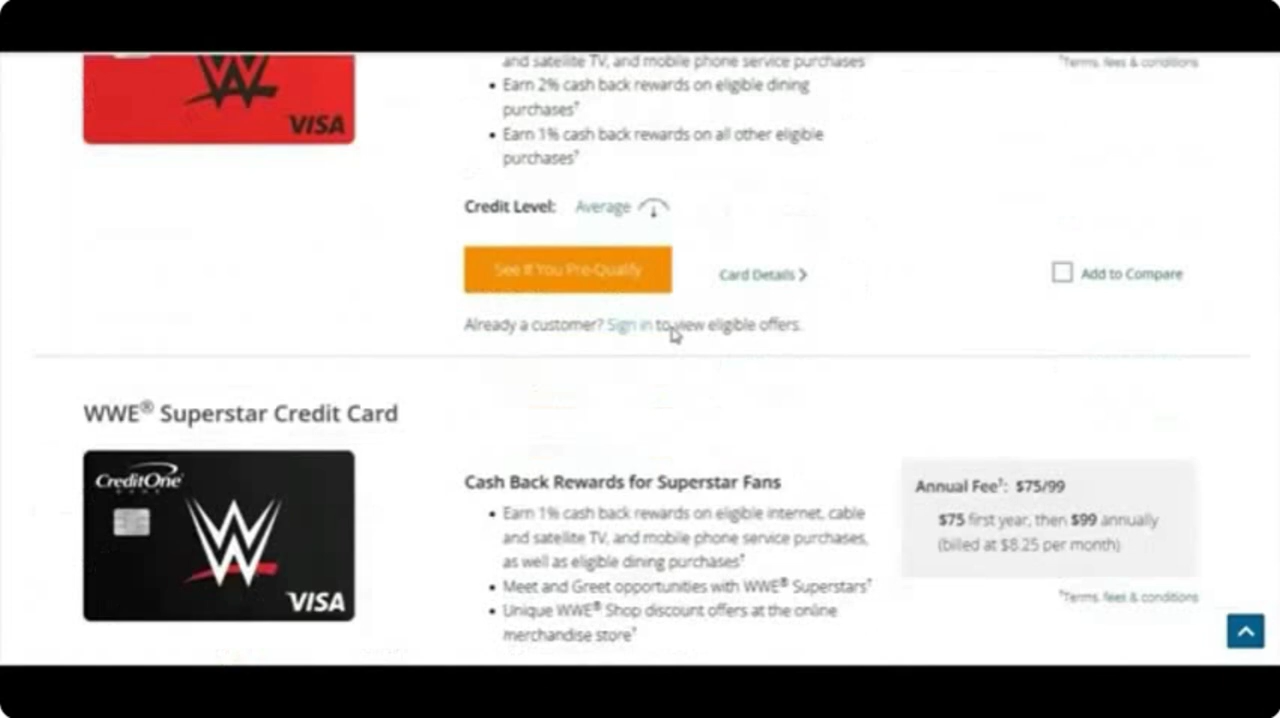 and satellite TV, and mobile phone service purchases
†Terms, fees & conditions
• Earn 2% cash back rewards on eligible dining
purchases†
VISA
• Earn 1% cash back rewards on all other eligible
purchases†
Credit Level: Average
See If You Pre-Qualify
Card Details >
Add to Compare
Already a customer? Sign in to view eligible offers.
WWE® Superstar Credit Card
CreditOne®
BANK
W
VISA
Cash Back Rewards for Superstar Fans
• Earn 1% cash back rewards on eligible internet, cable
and satellite TV, and mobile phone service purchases,
as well as eligible dining purchases†
• Meet and Greet opportunities with WWE® Superstars†
• Unique WWE® Shop discount offers at the online
merchandise store†
Annual Fee†: $75/99
$75 first year, then $99 annually
(billed at $8.25 per month)
†Terms, fees & conditions